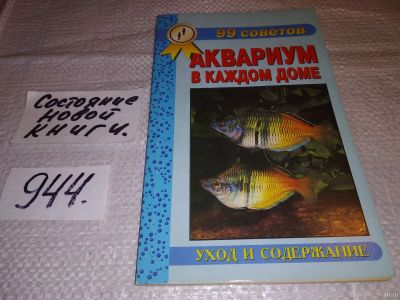 99 советов
АКВАРИУМ
В КАЖДОМ ДОМЕ
УХОД И СОДЕРЖАНИЕ
Состояние
новой
книги.
944.